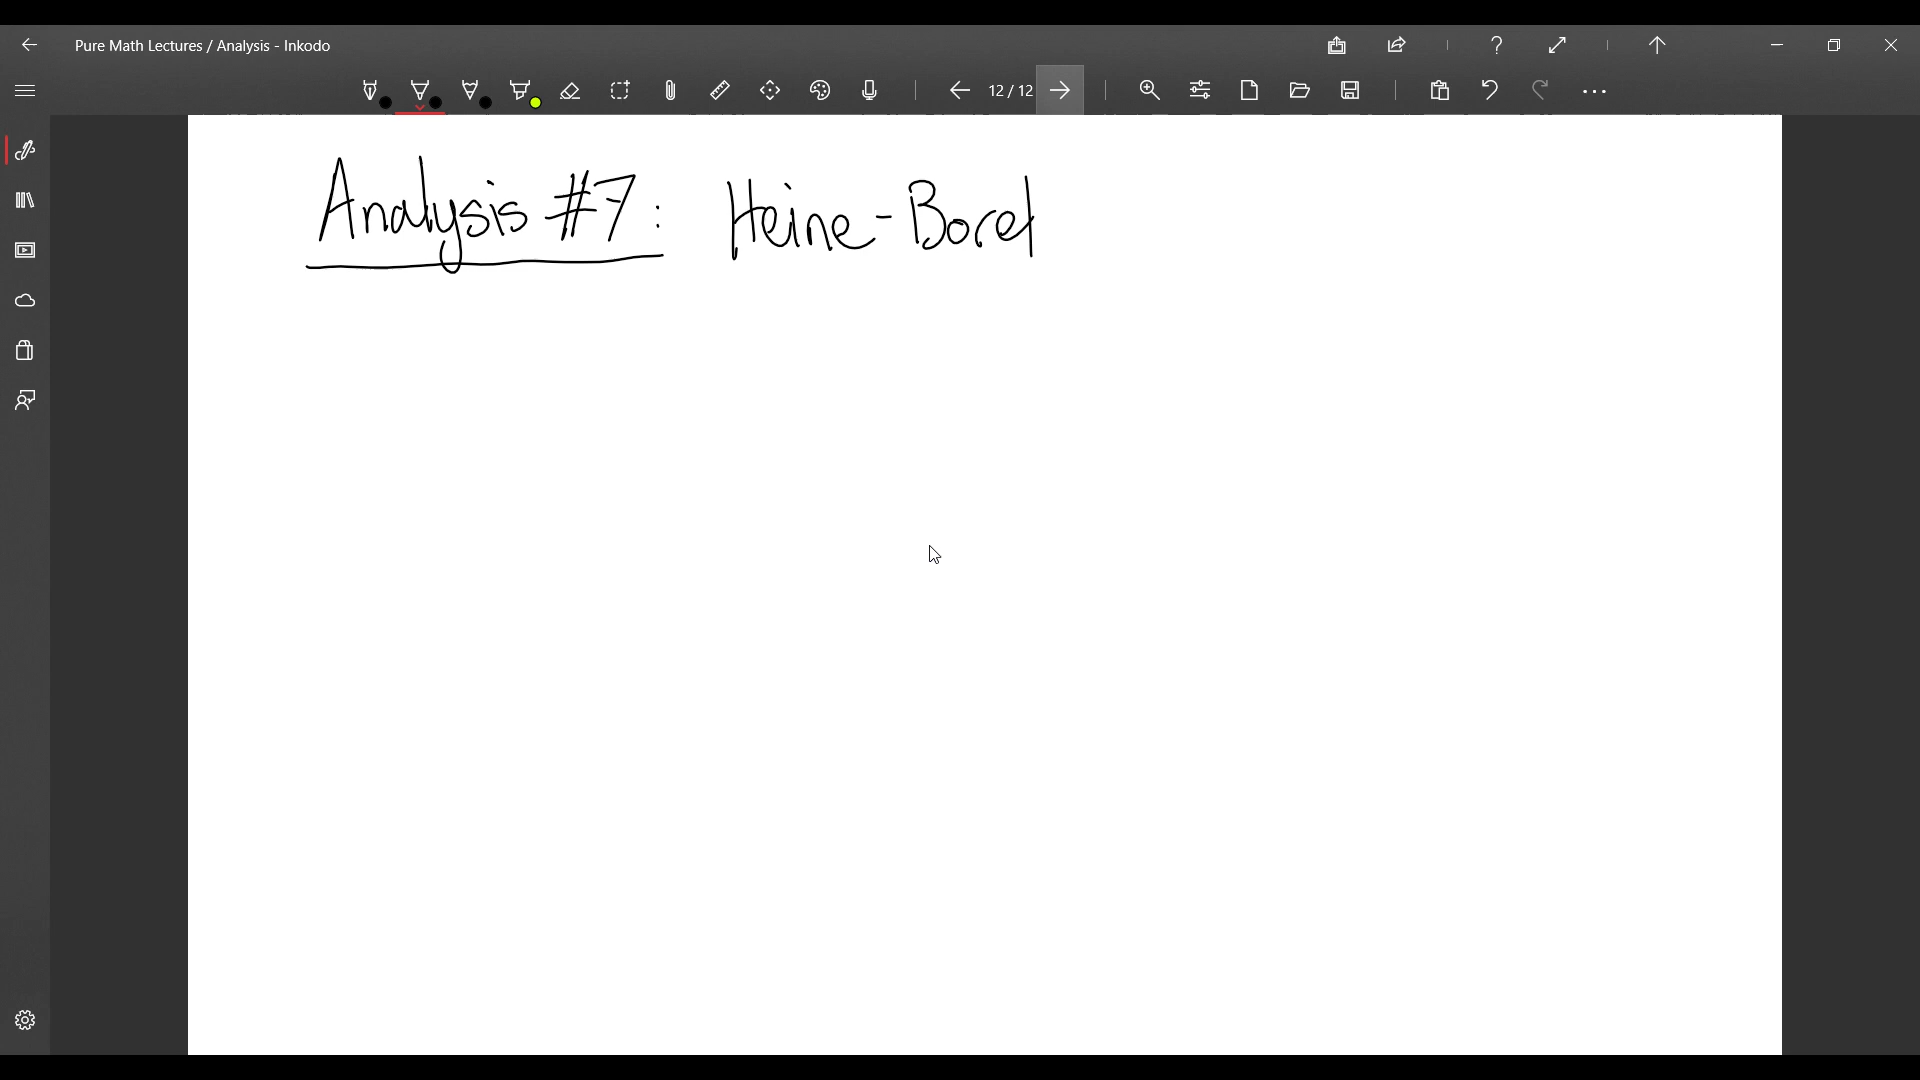 Pure Math Lectures / Analysis - Inkodo
12 / 12
Analysis #7: Heine-Borel